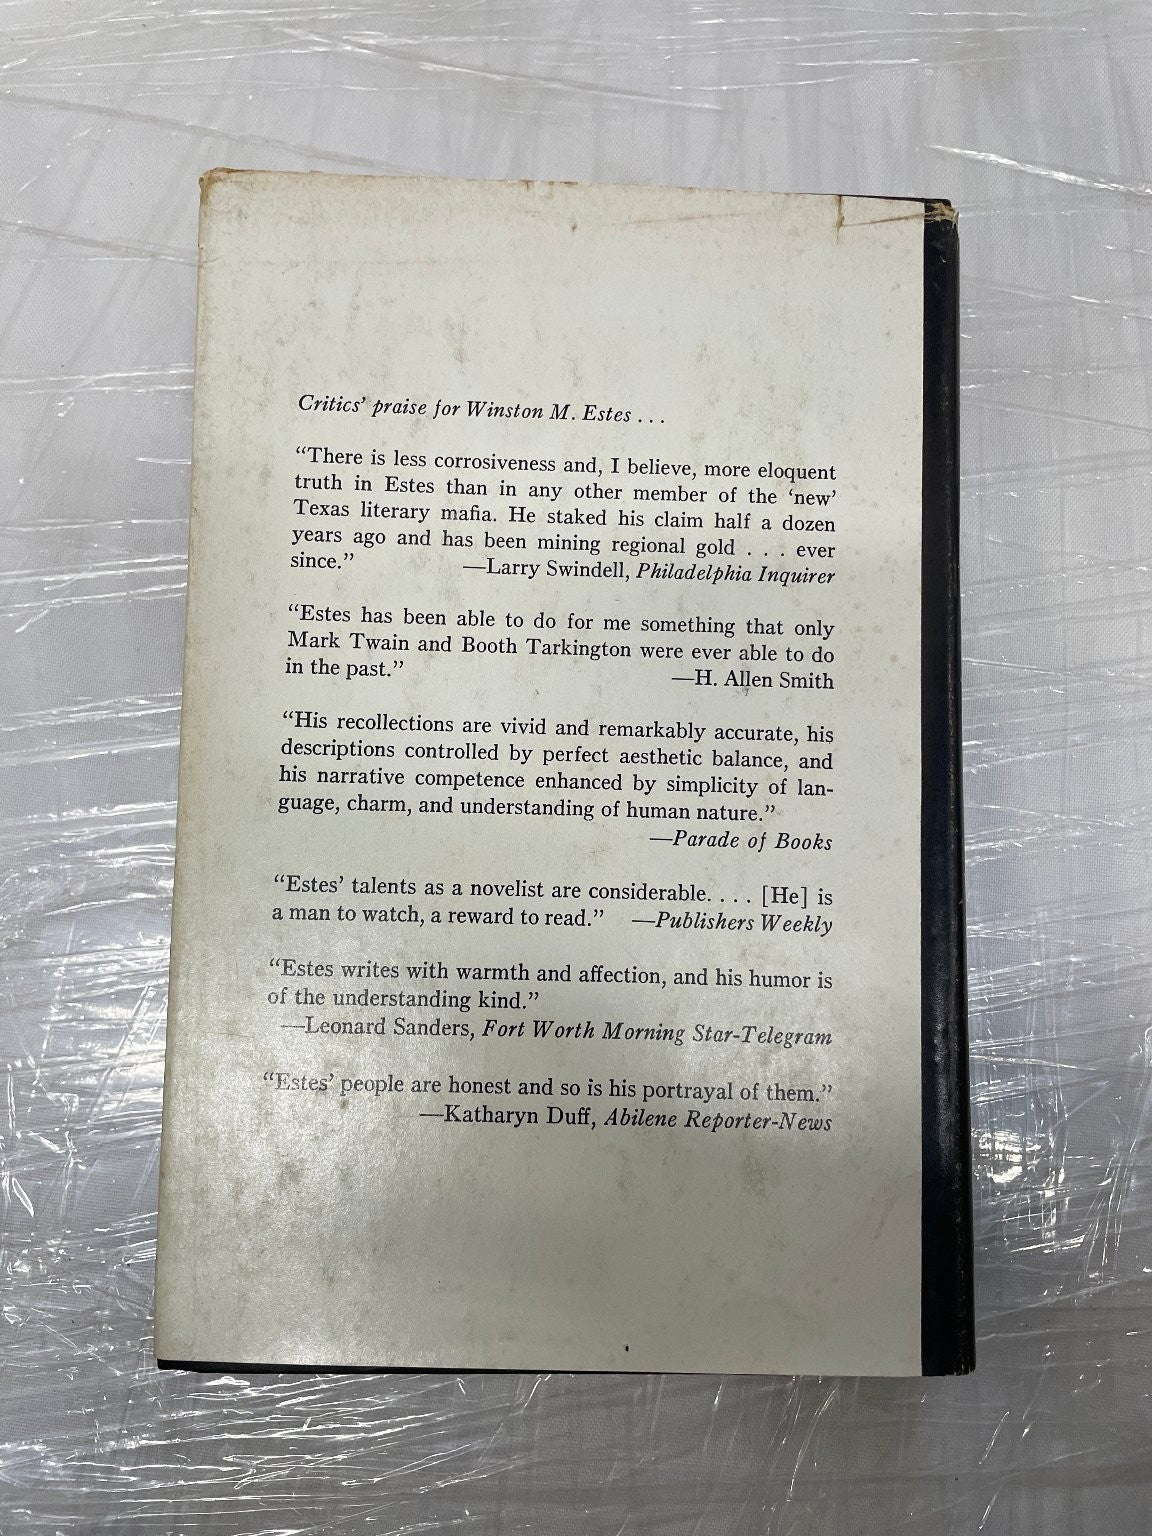 Critics' praise for Winston M. Estes . . .
“There is less corrosiveness and, I believe, more eloquent
truth in Estes than in any other member of the ‘new’
Texas literary mafia. He staked his claim half a dozen
years ago and has been mining regional gold . . . ever
since.” —Larry Swindell, Philadelphia Inquirer
“Estes has been able to do for me something that only
Mark Twain and Booth Tarkington were ever able to do
in the past.” —H. Allen Smith
“His recollections are vivid and remarkably accurate, his
descriptions controlled by perfect aesthetic balance, and
his narrative competence enhanced by simplicity of lan-
guage, charm, and understanding of human nature.”
—Parade of Books
“Estes’ talents as a novelist are considerable. . . . [He] is
a man to watch, a reward to read.” —Publishers Weekly
“Estes writes with warmth and affection, and his humor is
of the understanding kind.”
—Leonard Sanders, Fort Worth Morning Star-Telegram
“Estes’ people are honest and so is his portrayal of them.”
—Katharyn Duff, Abilene Reporter-News